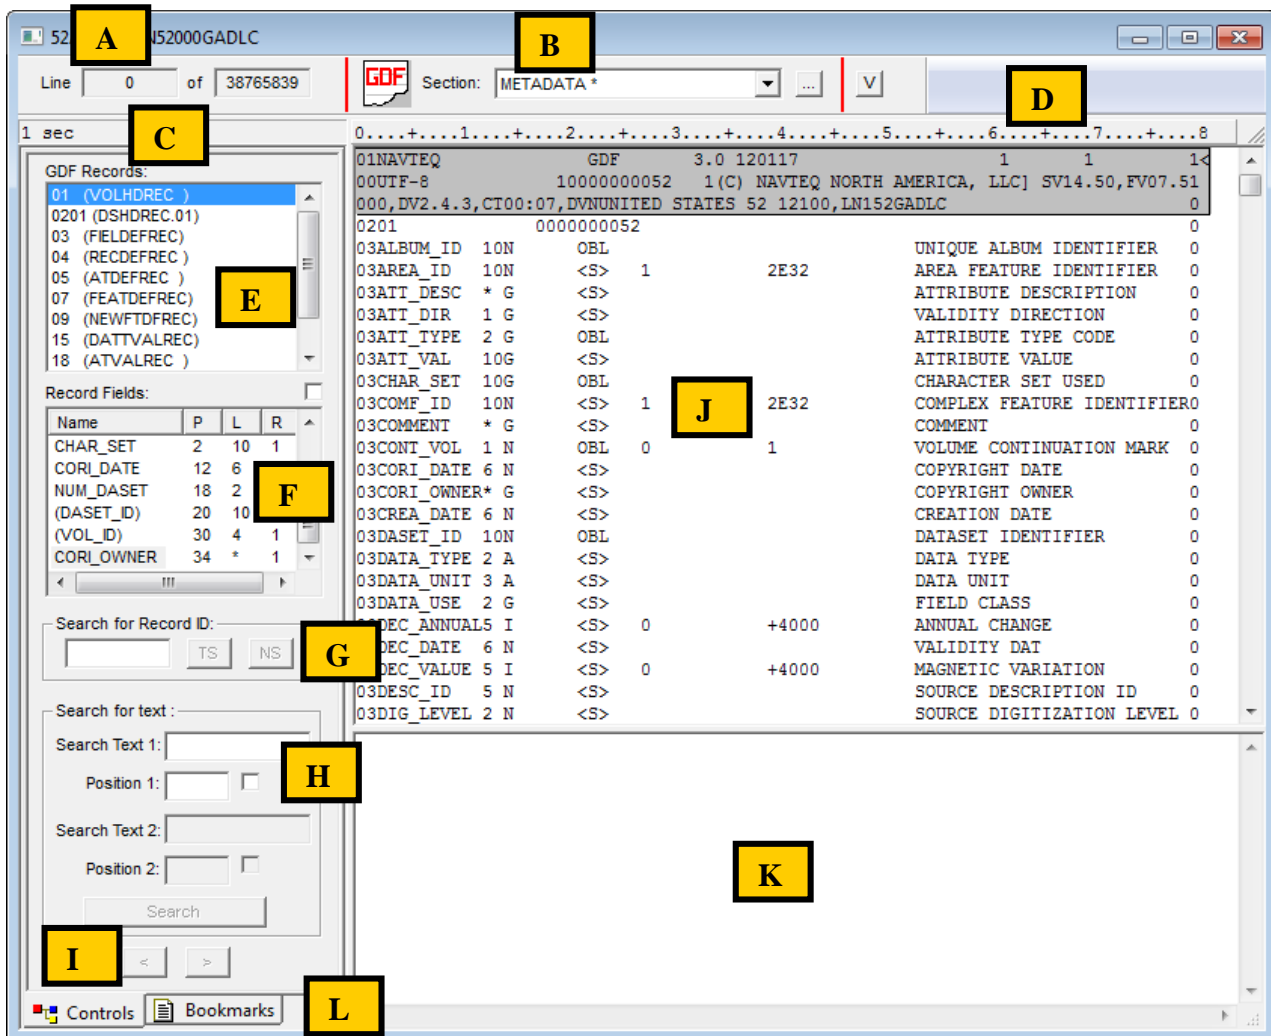 52 A N52000GADLC
B
Line 0 of 38765839
GDF Section: METADATA * ... V
D
1 sec
C
0....+....1....+....2....+....3....+....4....+....5....+....6....+....7....+....8
GDF Records:
01 (VOLHDREC )
0201 (DSHDREC.01)
03 (FIELDEFREC)
04 (RECDEFREC )
05 (ATDEFREC )
07 (FEATDEFREC)
09 (NEWFTDFREC)
15 (DATTVALREC)
18 (ATVALREC )
E
Record Fields:
Name P L R
CHAR_SET 2 10 1
CORI_DATE 12 6
NUM_DASET 18 2
(DASET_ID) 20 10
(VOL_ID) 30 4 1
CORI_OWNER 34 * 1
F
Search for Record ID:
TS NS
G
Search for text :
Search Text 1:
Position 1:
H
Search Text 2:
Position 2:
Search
I
< >
Controls Bookmarks
L
01NAVTEQ GDF 3.0 120117 1 1 1<
00UTF-8 10000000052 1(C) NAVTEQ NORTH AMERICA, LLC] SV14.50,FV07.51
000,DV2.4.3,CT00:07,DVNUNITED STATES 52 12100,LN152GADLC 0
0201 0000000052 0
03ALBUM_ID 10N OBL UNIQUE ALBUM IDENTIFIER 0
03AREA_ID 10N <S> 1 2E32 AREA FEATURE IDENTIFIER 0
03ATT_DESC * G <S> ATTRIBUTE DESCRIPTION 0
03ATT_DIR 1 G <S> VALIDITY DIRECTION 0
03ATT_TYPE 2 G OBL ATTRIBUTE TYPE CODE 0
03ATT_VAL 10G <S> ATTRIBUTE VALUE 0
03CHAR_SET 10G OBL CHARACTER SET USED 0
03COMF_ID 10N <S> 1 2E32 COMPLEX FEATURE IDENTIFIER0
J
03COMMENT * G <S> COMMENT 0
03CONT_VOL 1 N OBL 0 1 VOLUME CONTINUATION MARK 0
03CORI_DATE 6 N <S> COPYRIGHT DATE 0
03CORI_OWNER* G <S> COPYRIGHT OWNER 0
03CREA_DATE 6 N <S> CREATION DATE 0
03DASET_ID 10N OBL DATASET IDENTIFIER 0
03DATA_TYPE 2 A <S> DATA TYPE 0
03DATA_UNIT 3 A <S> DATA UNIT 0
03DATA_USE 2 G <S> FIELD CLASS 0
DEC_ANNUAL5 I <S> 0 +4000 ANNUAL CHANGE 0
DEC_DATE 6 N <S> VALIDITY DAT 0
DEC_VALUE 5 I <S> 0 +4000 MAGNETIC VARIATION 0
03DESC_ID 5 N <S> SOURCE DESCRIPTION ID 0
03DIG_LEVEL 2 N <S> SOURCE DIGITIZATION LEVEL 0
K